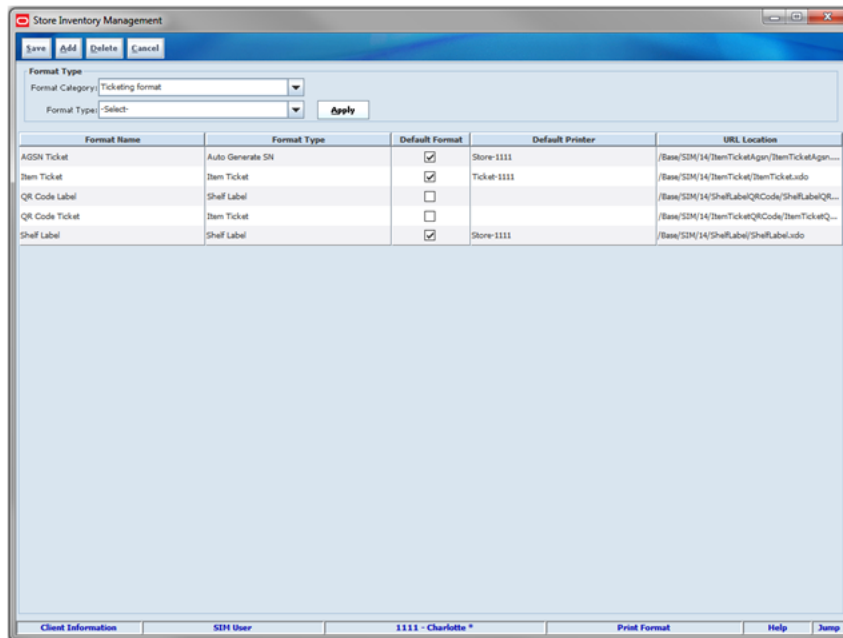 Store Inventory Management
Save Add Delete Cancel
Format Type
Format Category: Ticketing format
Format Type: -Select- Apply
Format Name Format Type Default Format Default Printer URL Location
AGSN Ticket Auto Generate SN Store-1111 /Base/SIM/14/ItemTicketAgsn/ItemTicketAgsn....
Item Ticket Item Ticket Ticket-1111 /Base/SIM/14/ItemTicket/ItemTicket.xdo
QR Code Label Shelf Label /Base/SIM/14/ShelfLabelQRCode/ShelfLabelQR...
QR Code Ticket Item Ticket /Base/SIM/14/ItemTicketQRCode/ItemTicketQ...
Shelf Label Shelf Label Store-1111 /Base/SIM/14/ShelfLabel/ShelfLabel.xdo
Client Information SIM User 1111 - Charlotte * Print Format Help Jump